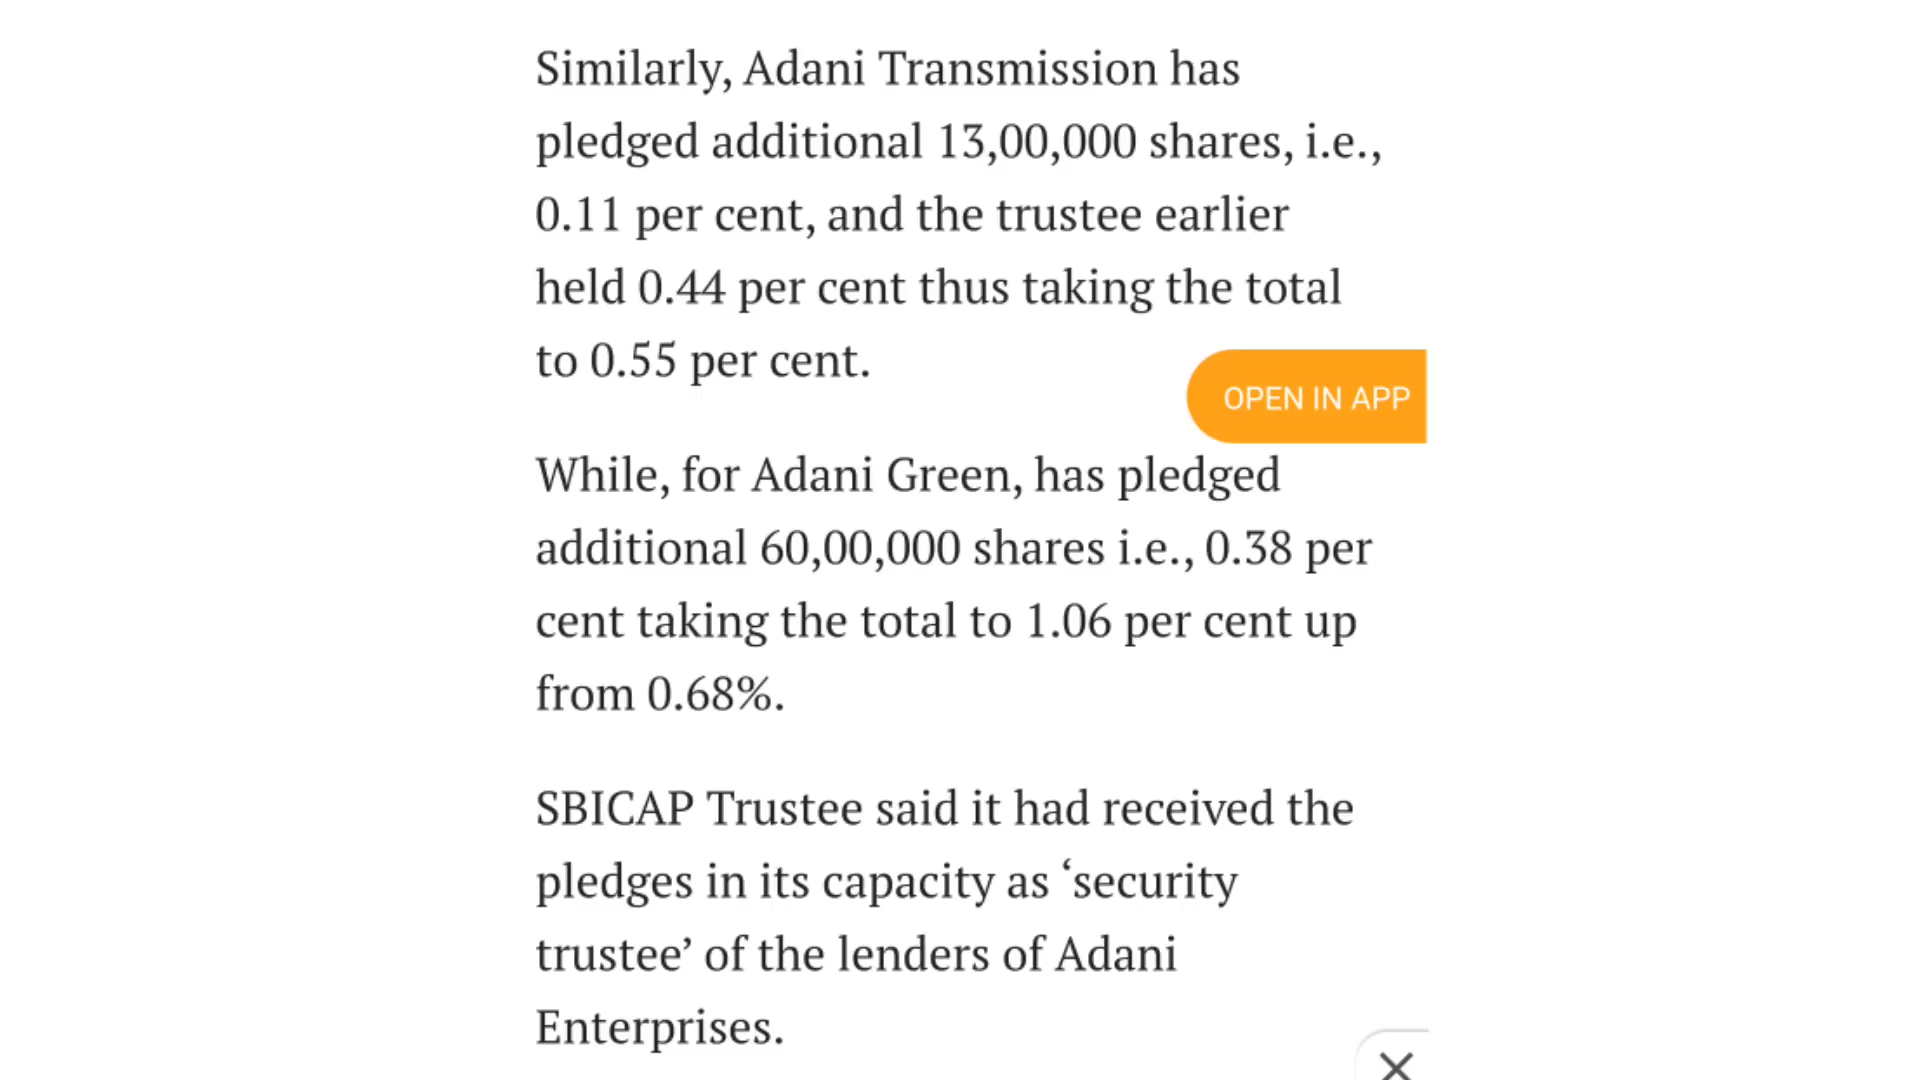 Similarly, Adani Transmission has
pledged additional 13,00,000 shares, i.e.,
0.11 per cent, and the trustee earlier
held 0.44 per cent thus taking the total
to 0.55 per cent.
OPEN IN APP
While, for Adani Green, has pledged
additional 60,00,000 shares i.e., 0.38 per
cent taking the total to 1.06 per cent up
from 0.68%.
SBICAP Trustee said it had received the
pledges in its capacity as ‘security
trustee’ of the lenders of Adani
Enterprises.